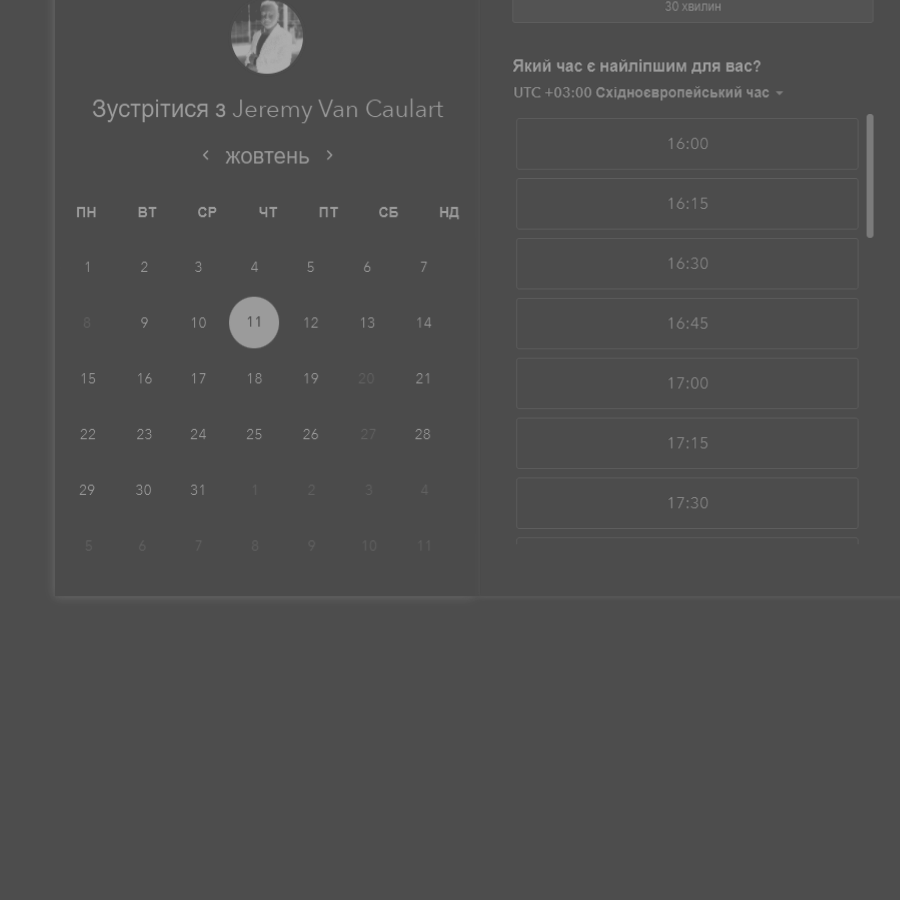 Зустрітися з Jeremy Van Caulart
жовтень
ПН ВТ СР ЧТ ПТ СБ НД
1 2 3 4 5 6 7
8 9 10 11 12 13 14
15 16 17 18 19 20 21
22 23 24 25 26 27 28
29 30 31 1 2 3 4
5 6 7 8 9 10 11
30 хвилин
Який час є найліпшим для вас?
UTC +03:00 Східноєвропейський час
16:00
16:15
16:30
16:45
17:00
17:15
17:30